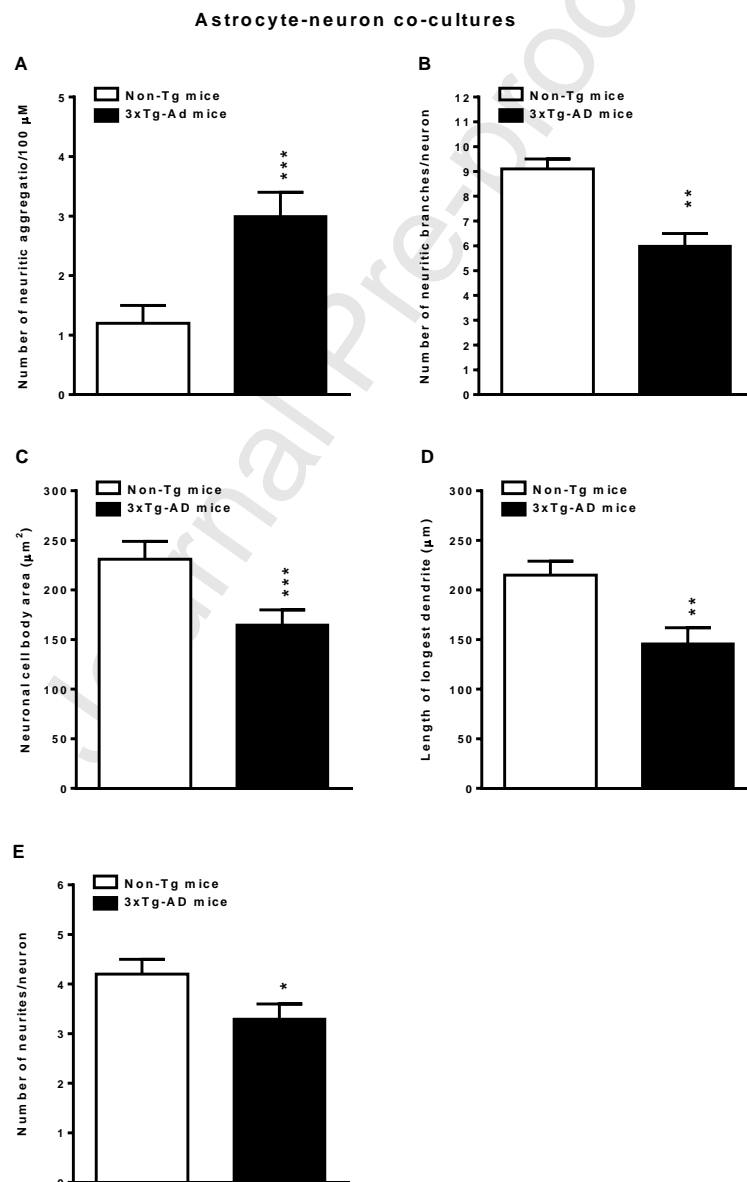 Astrocyte-neuron co-cultures
A
Non-Tg mice
3xTg-Ad mice
Number of neuritic aggregatio/100 µM
5
4
3
2
1
0
***
B
Non-Tg mice
3xTg-AD mice
Number of neuritic branches/neuron
12
11
10
9
8
7
6
5
4
3
2
1
0
**
C
Non-Tg mice
3xTg-AD mice
Neuronal cell body area (µm²)
300
250
200
150
100
50
0
***
D
Non-Tg mice
3xTg-AD mice
Length of longest dendrite (µm)
300
250
200
150
100
50
0
**
E
Non-Tg mice
3xTg-AD mice
Number of neurites/neuron
6
5
4
3
2
1
0
*
Journal Pre-proo